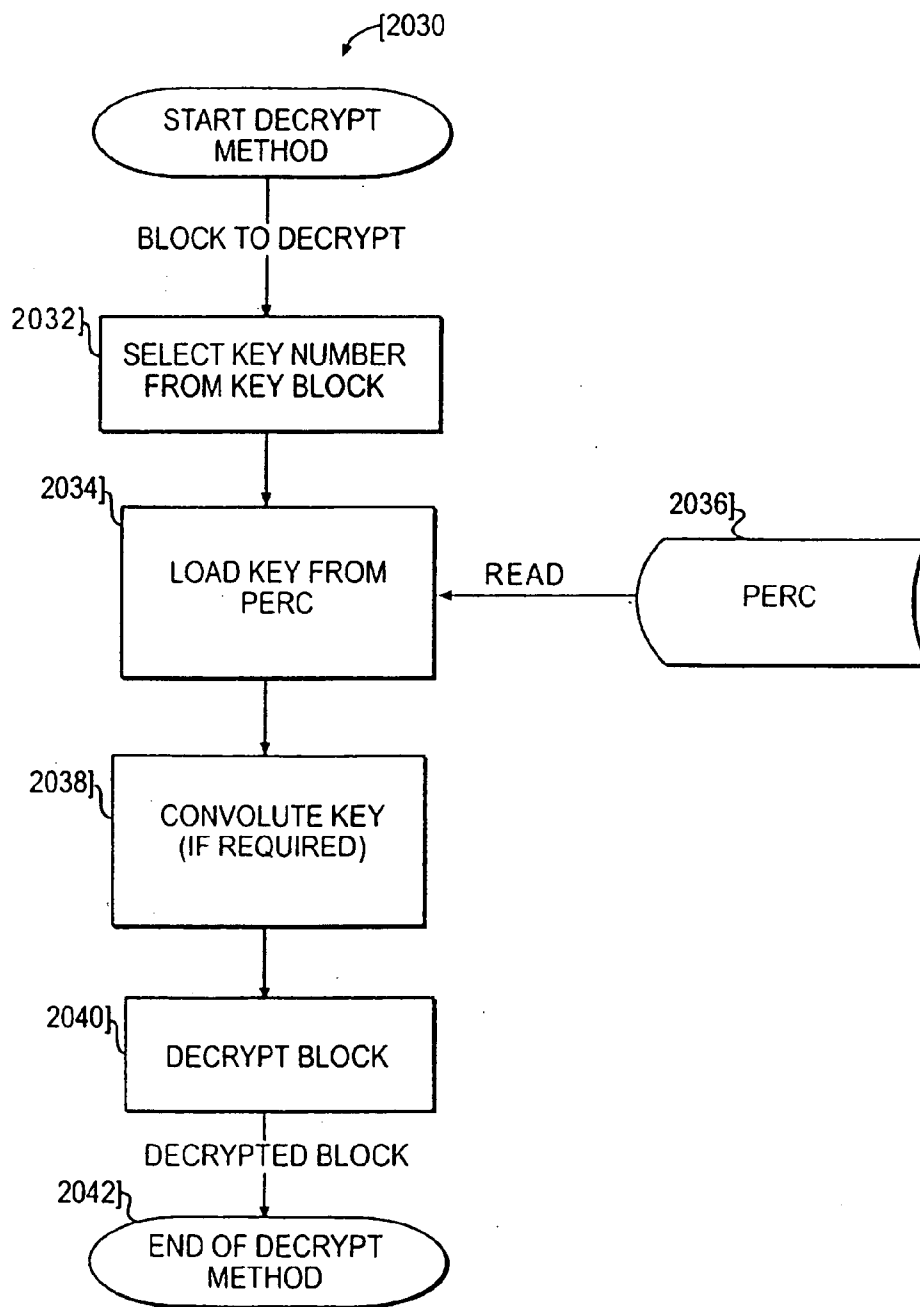 [2030
START DECRYPT
METHOD
BLOCK TO DECRYPT
2032]
SELECT KEY NUMBER
FROM KEY BLOCK
2034]
LOAD KEY FROM
PERC
READ
2036]
PERC
2038]
CONVOLUTE KEY
(IF REQUIRED)
2040]
DECRYPT BLOCK
DECRYPTED BLOCK
2042]
END OF DECRYPT
METHOD